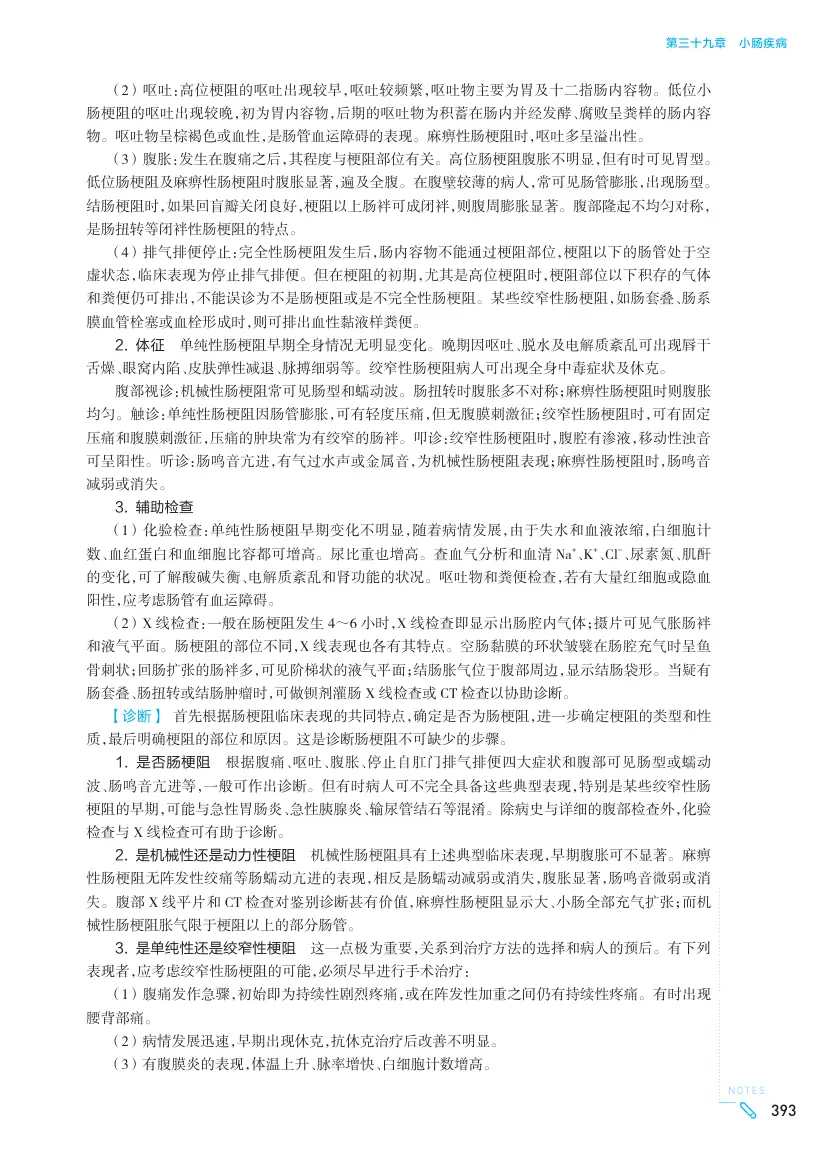 第三十九章　小肠疾病
（2）呕吐：高位梗阻的呕吐出现较早，呕吐较频繁，呕吐物主要为胃及十二指肠内容物。低位小
肠梗阻的呕吐出现较晚，初为胃内容物，后期的呕吐物为积蓄在肠内并经发酵、腐败呈粪样的肠内容
物。呕吐物呈棕褐色或血性，是肠管血运障碍的表现。麻痹性肠梗阻时，呕吐多呈溢出性。
（3）腹胀：发生在腹痛之后，其程度与梗阻部位有关。高位肠梗阻腹胀不明显，但有时可见胃型。
低位肠梗阻及麻痹性肠梗阻时腹胀显著，遍及全腹。在腹壁较薄的病人，常可见肠管膨胀，出现肠型。
结肠梗阻时，如果回盲瓣关闭良好，梗阻以上肠袢可成闭袢，则腹周膨胀显著。腹部隆起不均匀对称，
是肠扭转等闭袢性肠梗阻的特点。
（4）排气排便停止：完全性肠梗阻发生后，肠内容物不能通过梗阻部位，梗阻以下的肠管处于空
虚状态，临床表现为停止排气排便。但在梗阻的初期，尤其是高位梗阻时，梗阻部位以下积存的气体
和粪便仍可排出，不能误诊为不是肠梗阻或是不完全性肠梗阻。某些绞窄性肠梗阻，如肠套叠、肠系
膜血管栓塞或血栓形成时，则可排出血性黏液样粪便。
2. 体征　单纯性肠梗阻早期全身情况无明显变化。晚期因呕吐、脱水及电解质紊乱可出现唇干
舌燥、眼窝内陷、皮肤弹性减退、脉搏细弱等。绞窄性肠梗阻病人可出现全身中毒症状及休克。
腹部视诊：机械性肠梗阻常可见肠型和蠕动波。肠扭转时腹胀多不对称；麻痹性肠梗阻时则腹胀
均匀。触诊：单纯性肠梗阻因肠管膨胀，可有轻度压痛，但无腹膜刺激征；绞窄性肠梗阻时，可有固定
压痛和腹膜刺激征，压痛的肿块常为有绞窄的肠袢。叩诊：绞窄性肠梗阻时，腹腔有渗液，移动性浊音
可呈阳性。听诊：肠鸣音亢进，有气过水声或金属音，为机械性肠梗阻表现；麻痹性肠梗阻时，肠鸣音
减弱或消失。
3. 辅助检查
（1）化验检查：单纯性肠梗阻早期变化不明显，随着病情发展，由于失水和血液浓缩，白细胞计
数、血红蛋白和血细胞比容都可增高。尿比重也增高。查血气分析和血清 Na⁺、K⁺、Cl⁻、尿素氮、肌酐
的变化，可了解酸碱失衡、电解质紊乱和肾功能的状况。呕吐物和粪便检查，若有大量红细胞或隐血
阳性，应考虑肠管有血运障碍。
（2）X 线检查：一般在肠梗阻发生 4～6 小时，X 线检查即显示出肠腔内气体；摄片可见气胀肠袢
和液气平面。肠梗阻的部位不同，X 线表现也各有其特点。空肠黏膜的环状皱襞在肠腔充气时呈鱼
骨刺状；回肠扩张的肠袢多，可见阶梯状的液气平面；结肠胀气位于腹部周边，显示结肠袋形。当疑有
肠套叠、肠扭转或结肠肿瘤时，可做钡剂灌肠 X 线检查或 CT 检查以协助诊断。
【诊断】　首先根据肠梗阻临床表现的共同特点，确定是否为肠梗阻，进一步确定梗阻的类型和性
质，最后明确梗阻的部位和原因。这是诊断肠梗阻不可缺少的步骤。
1. 是否肠梗阻　根据腹痛、呕吐、腹胀、停止自肛门排气排便四大症状和腹部可见肠型或蠕动
波、肠鸣音亢进等，一般可作出诊断。但有时病人可不完全具备这些典型表现，特别是某些绞窄性肠
梗阻的早期，可能与急性胃肠炎、急性胰腺炎、输尿管结石等混淆。除病史与详细的腹部检查外，化验
检查与 X 线检查可有助于诊断。
2. 是机械性还是动力性梗阻　机械性肠梗阻具有上述典型临床表现，早期腹胀可不显著。麻痹
性肠梗阻无阵发性绞痛等肠蠕动亢进的表现，相反是肠蠕动减弱或消失，腹胀显著，肠鸣音微弱或消
失。腹部 X 线平片和 CT 检查对鉴别诊断甚有价值，麻痹性肠梗阻显示大、小肠全部充气扩张；而机
械性肠梗阻胀气限于梗阻以上的部分肠管。
3. 是单纯性还是绞窄性梗阻　这一点极为重要，关系到治疗方法的选择和病人的预后。有下列
表现者，应考虑绞窄性肠梗阻的可能，必须尽早进行手术治疗：
（1）腹痛发作急骤，初始即为持续性剧烈疼痛，或在阵发性加重之间仍有持续性疼痛。有时出现
腰背部痛。
（2）病情发展迅速，早期出现休克，抗休克治疗后改善不明显。
（3）有腹膜炎的表现，体温上升、脉率增快、白细胞计数增高。
NOTES
393